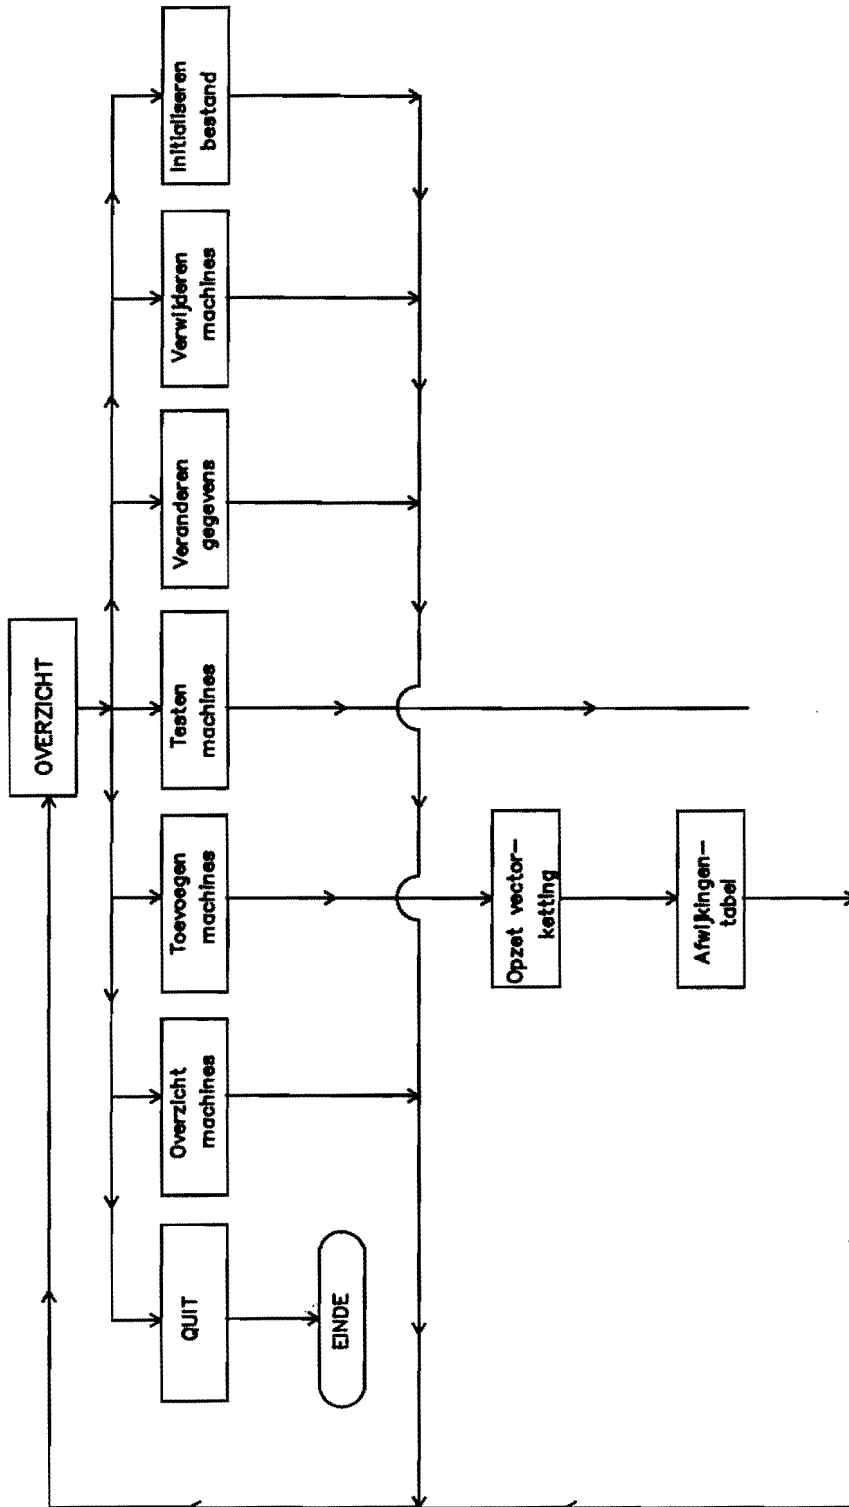 OVERZICHT
QUIT
Overzicht
machines
Toevoegen
machines
Testen
machines
Veranderen
gegevens
Verwijderen
machines
Initialiseren
bestand
EINDE
Opzet vector-
ketting
Afwijkingen-
tabel